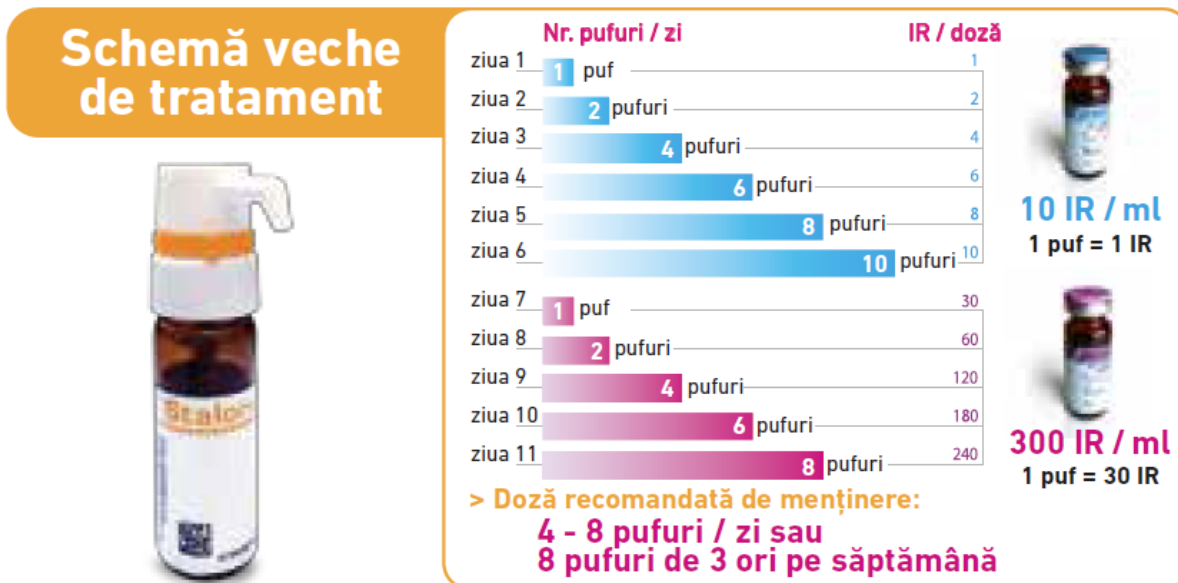 Schemă veche
de tratament
Nr. pufuri / zi IR / doză
ziua 1 1 puf 1
ziua 2 2 pufuri 2
ziua 3 4 pufuri 4
ziua 4 6 pufuri 6
ziua 5 8 pufuri 8
ziua 6 10 pufuri 10
10 IR / ml
1 puf = 1 IR
ziua 7 1 puf 30
ziua 8 2 pufuri 60
ziua 9 4 pufuri 120
ziua 10 6 pufuri 180
ziua 11 8 pufuri 240
300 IR / ml
1 puf = 30 IR
> Doză recomandată de menținere:
4 - 8 pufuri / zi sau
8 pufuri de 3 ori pe săptămână